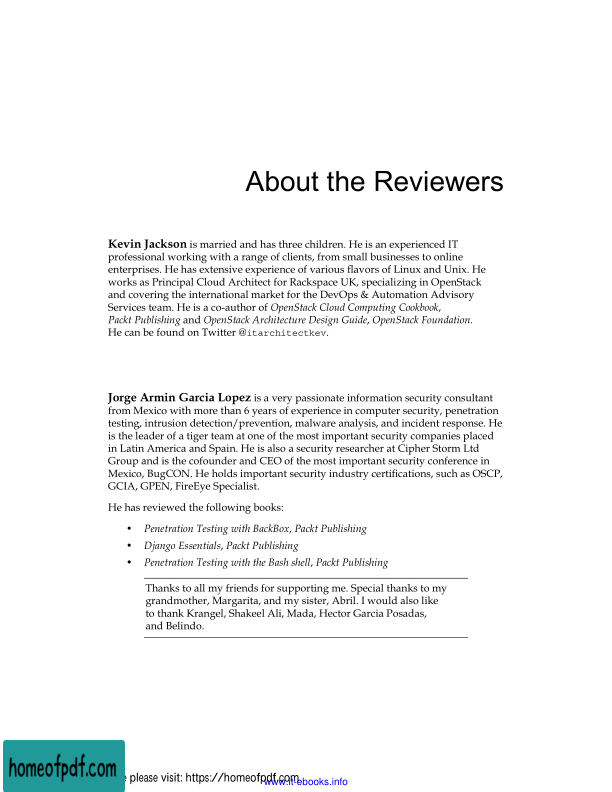 About the Reviewers
Kevin Jackson is married and has three children. He is an experienced IT
professional working with a range of clients, from small businesses to online
enterprises. He has extensive experience of various flavors of Linux and Unix. He
works as Principal Cloud Architect for Rackspace UK, specializing in OpenStack
and covering the international market for the DevOps & Automation Advisory
Services team. He is a co-author of OpenStack Cloud Computing Cookbook,
Packt Publishing and OpenStack Architecture Design Guide, OpenStack Foundation.
He can be found on Twitter @itarchitectkev.
Jorge Armin Garcia Lopez is a very passionate information security consultant
from Mexico with more than 6 years of experience in computer security, penetration
testing, intrusion detection/prevention, malware analysis, and incident response. He
is the leader of a tiger team at one of the most important security companies placed
in Latin America and Spain. He is also a security researcher at Cipher Storm Ltd
Group and is the cofounder and CEO of the most important security conference in
Mexico, BugCON. He holds important security industry certifications, such as OSCP,
GCIA, GPEN, FireEye Specialist.
He has reviewed the following books:
• Penetration Testing with BackBox, Packt Publishing
• Django Essentials, Packt Publishing
• Penetration Testing with the Bash shell, Packt Publishing
Thanks to all my friends for supporting me. Special thanks to my
grandmother, Margarita, and my sister, Abril. I would also like
to thank Krangel, Shakeel Ali, Mada, Hector Garcia Posadas,
and Belindo.
homeofpdf.com
please visit: https://homeofpdf.com
www.it-ebooks.info